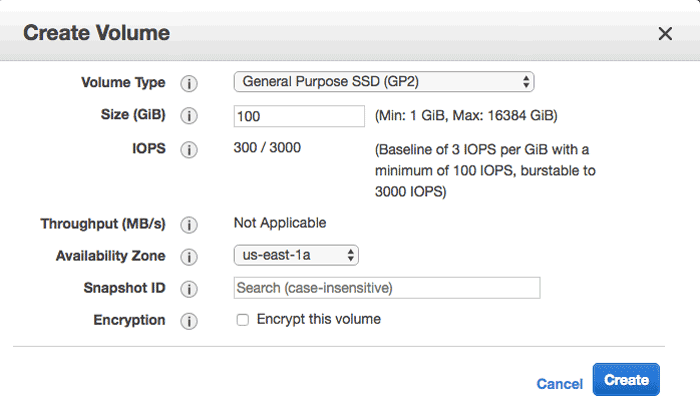 Create Volume
Volume Type i General Purpose SSD (GP2)
Size (GiB) i 100 (Min: 1 GiB, Max: 16384 GiB)
IOPS i 300 / 3000 (Baseline of 3 IOPS per GiB with a
minimum of 100 IOPS, burstable to
3000 IOPS)
Throughput (MB/s) i Not Applicable
Availability Zone i us-east-1a
Snapshot ID i Search (case-insensitive)
Encryption i Encrypt this volume
Cancel Create